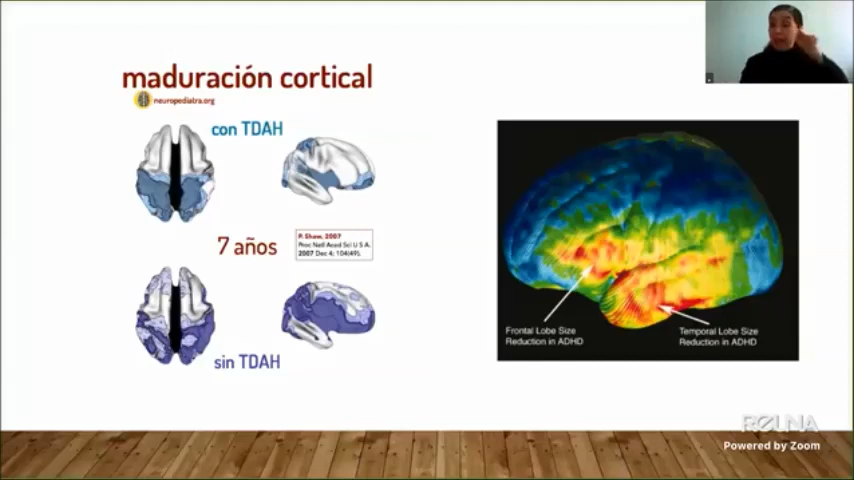 maduración cortical
neuropediatra.org
con TDAH
7 años
P. Shaw, 2007
Proc Natl Acad Sci U S A.
2007 Dec 4; 104(49).
sin TDAH
Frontal Lobe Size
Reduction in ADHD
Temporal Lobe Size
Reduction in ADHD
RELNA
Powered by Zoom